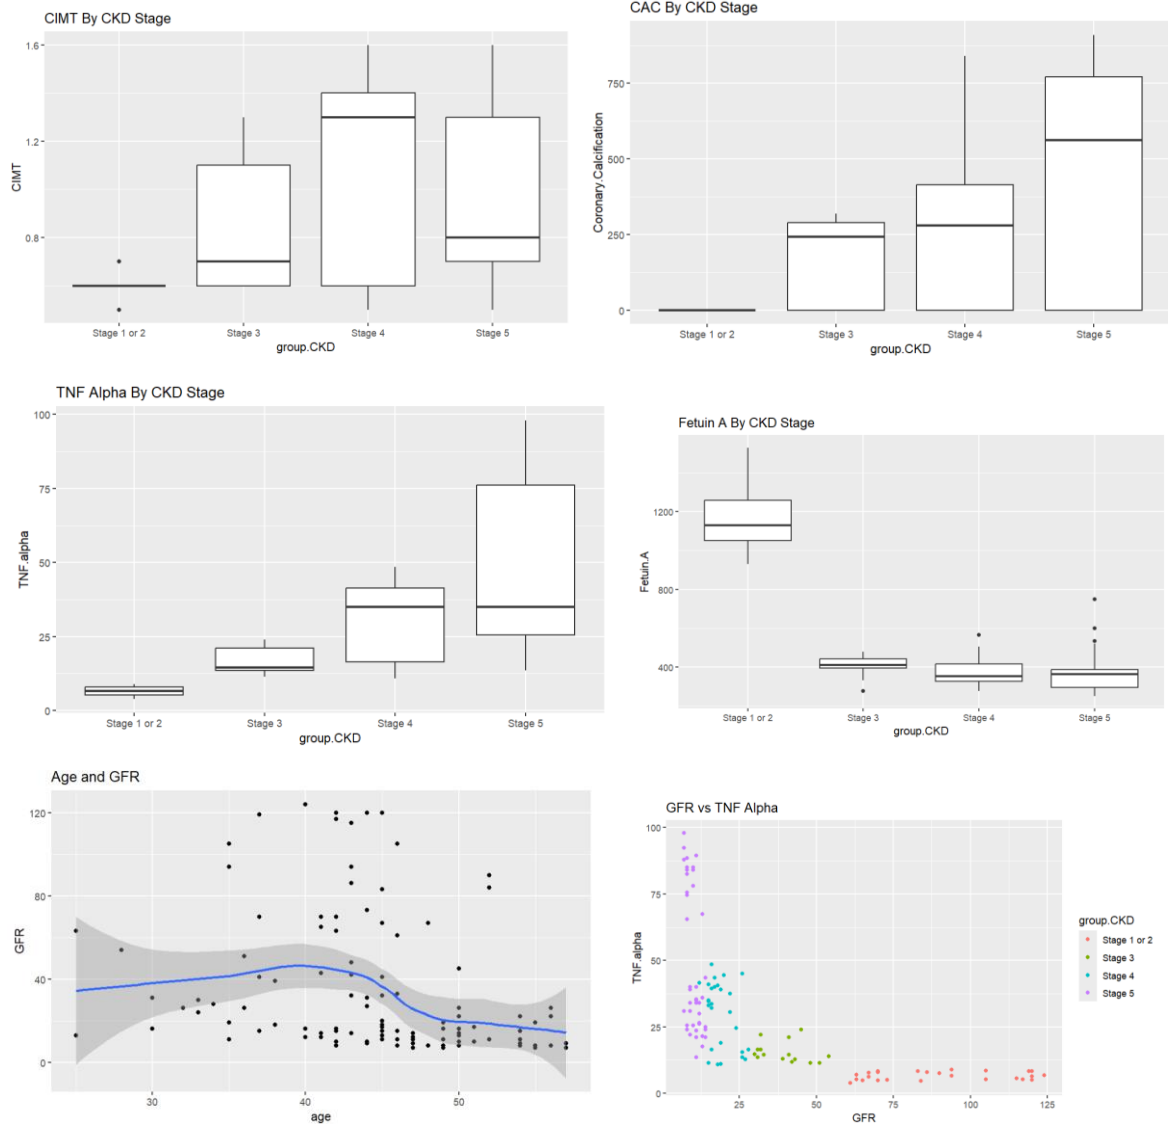 CIMT By CKD Stage
1.6
1.2
0.8
CIMT
Stage 1 or 2 Stage 3 Stage 4 Stage 5
group.CKD
CAC By CKD Stage
750
500
250
0
Coronary.Calcification
Stage 1 or 2 Stage 3 Stage 4 Stage 5
group.CKD
TNF Alpha By CKD Stage
100
75
50
25
0
TNF.alpha
Stage 1 or 2 Stage 3 Stage 4 Stage 5
group.CKD
Fetuin A By CKD Stage
1200
800
400
Fetuin.A
Stage 1 or 2 Stage 3 Stage 4 Stage 5
group.CKD
Age and GFR
120
80
40
0
GFR
30 40 50
age
GFR vs TNF Alpha
100
75
50
25
0
TNF.alpha
25 50 75 100 125
GFR
group.CKD
Stage 1 or 2
Stage 3
Stage 4
Stage 5